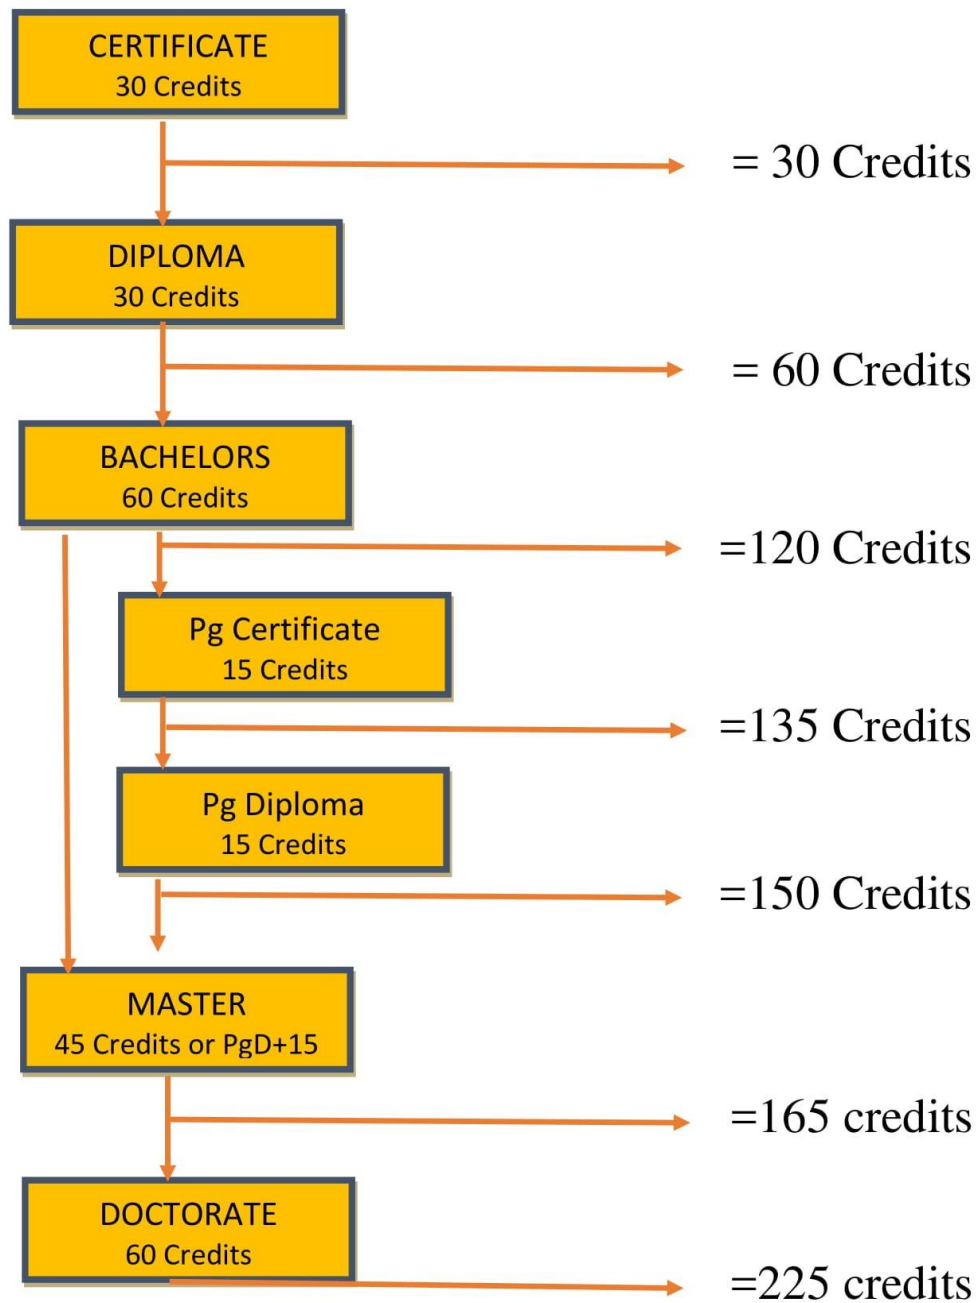 CERTIFICATE
30 Credits
= 30 Credits
DIPLOMA
30 Credits
= 60 Credits
BACHELORS
60 Credits
=120 Credits
Pg Certificate
15 Credits
=135 Credits
Pg Diploma
15 Credits
=150 Credits
MASTER
45 Credits or PgD+15
=165 credits
DOCTORATE
60 Credits
=225 credits